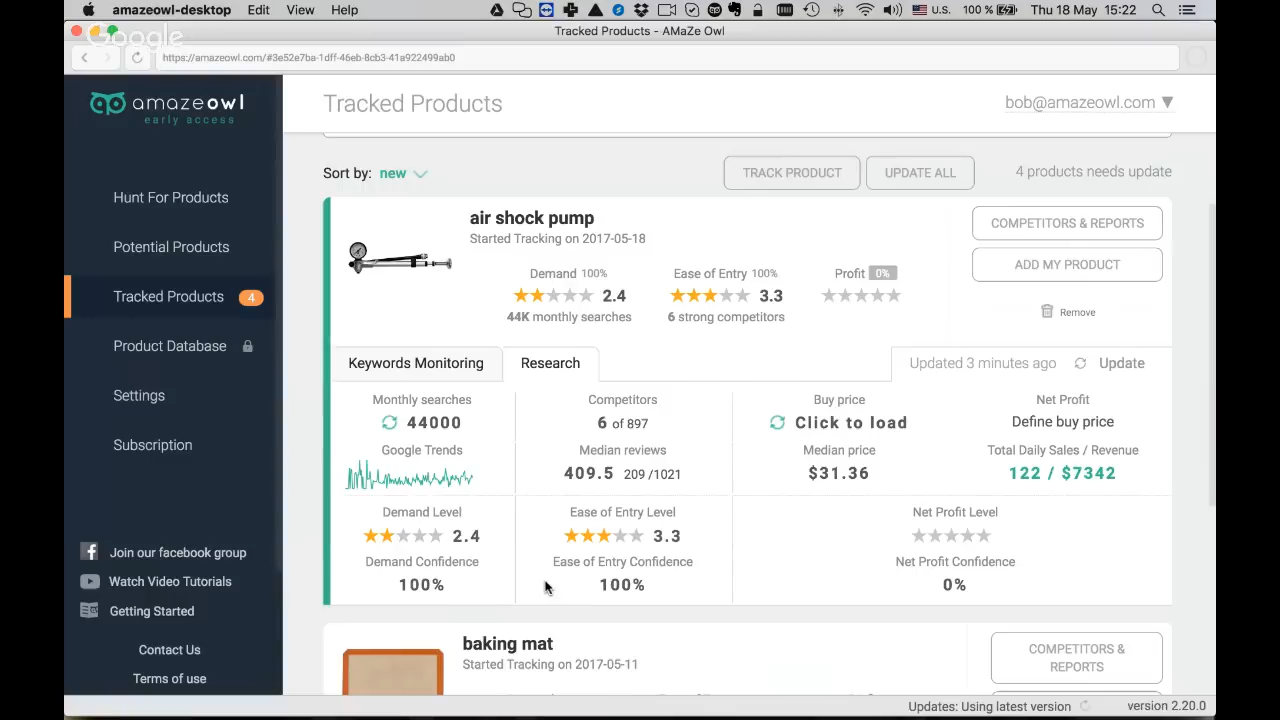 amazeowl-desktop Edit View Help U.S. 100 % Thu 18 May 15:22
Google
Tracked Products - AMaZe Owl
https://amazeowl.com/#3e52e7ba-1dff-46eb-8cb3-41a922499ab0
amazeowl
early access
Hunt For Products
Potential Products
Tracked Products 4
Product Database
Settings
Subscription
Join our facebook group
Watch Video Tutorials
Getting Started
Contact Us
Terms of use
Tracked Products
bob@amazeowl.com ▼
Sort by: new
TRACK PRODUCT
UPDATE ALL
4 products needs update
air shock pump
Started Tracking on 2017-05-18
Demand 100%
2.4
44K monthly searches
Ease of Entry 100%
3.3
6 strong competitors
Profit 0%
COMPETITORS & REPORTS
ADD MY PRODUCT
Remove
Keywords Monitoring
Research
Updated 3 minutes ago
Update
Monthly searches
44000
Google Trends
Demand Level
2.4
Demand Confidence
100%
Competitors
6 of 897
Median reviews
409.5 209 /1021
Ease of Entry Level
3.3
Ease of Entry Confidence
100%
Buy price
Click to load
Median price
$31.36
Net Profit
Define buy price
Total Daily Sales / Revenue
122 / $7342
Net Profit Level
Net Profit Confidence
0%
baking mat
Started Tracking on 2017-05-11
COMPETITORS &
REPORTS
Updates: Using latest version
version 2.20.0